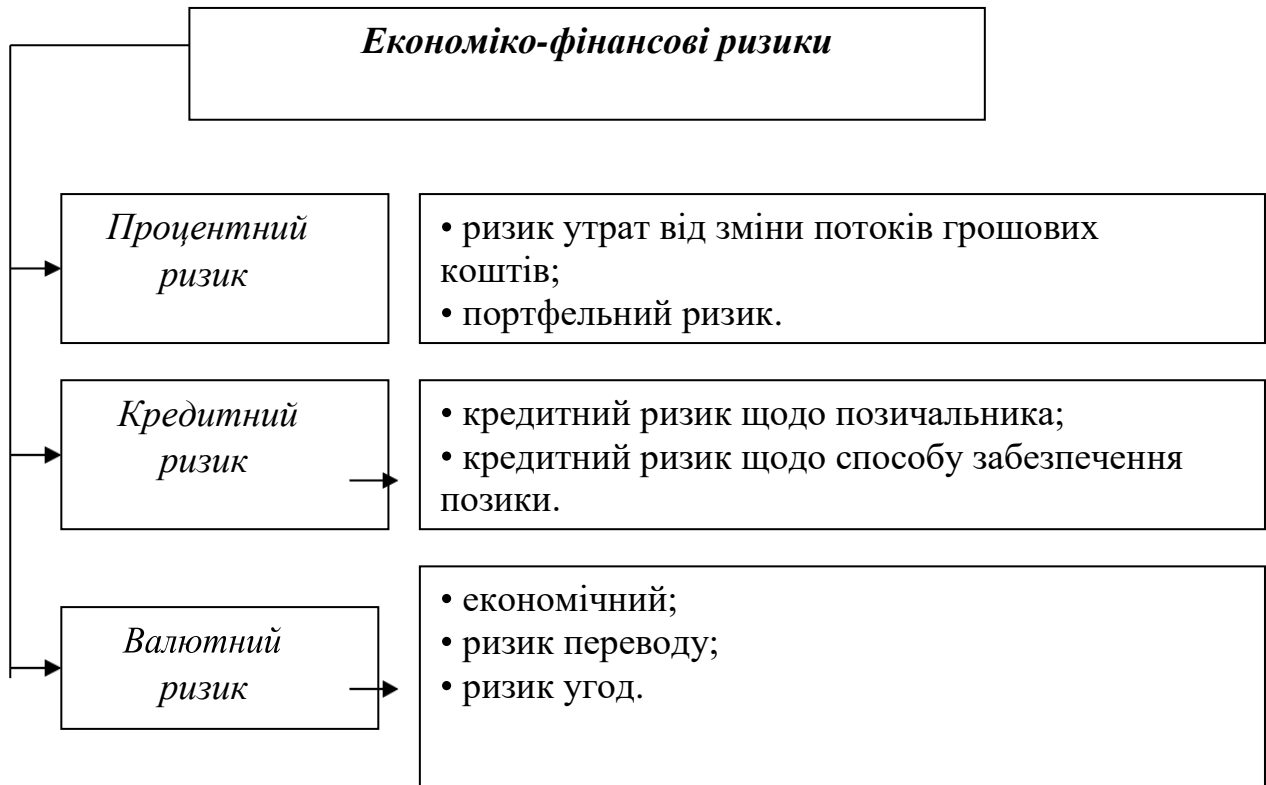 Економіко-фінансові ризики
Процентний
ризик
• ризик утрат від зміни потоків грошових
коштів;
• портфельний ризик.
Кредитний
ризик
• кредитний ризик щодо позичальника;
• кредитний ризик щодо способу забезпечення
позики.
Валютний
ризик
• економічний;
• ризик переводу;
• ризик угод.